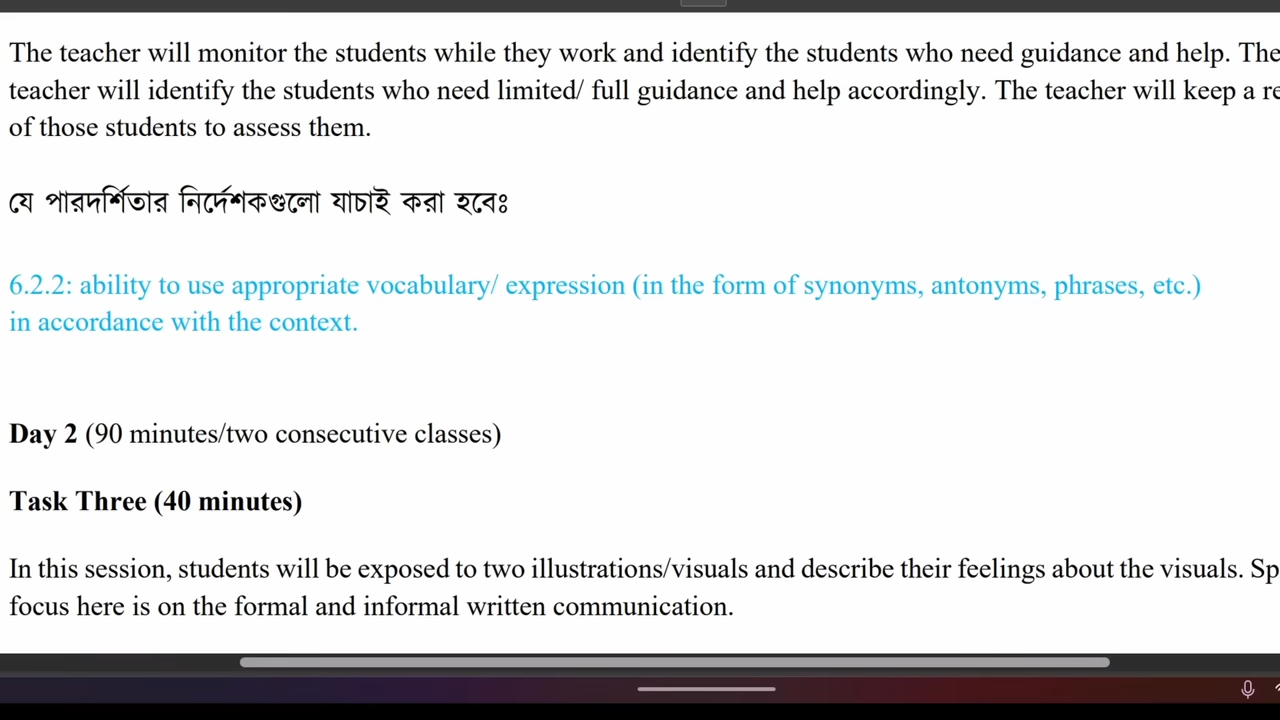 The teacher will monitor the students while they work and identify the students who need guidance and help. The
teacher will identify the students who need limited/ full guidance and help accordingly. The teacher will keep a
of those students to assess them.
যে পারদর্শিতার নির্দেশকগুলো যাচাই করা হবেঃ
6.2.2: ability to use appropriate vocabulary/ expression (in the form of synonyms, antonyms, phrases, etc.)
in accordance with the context.
Day 2 (90 minutes/two consecutive classes)
Task Three (40 minutes)
In this session, students will be exposed to two illustrations/visuals and describe their feelings about the visuals.
focus here is on the formal and informal written communication.